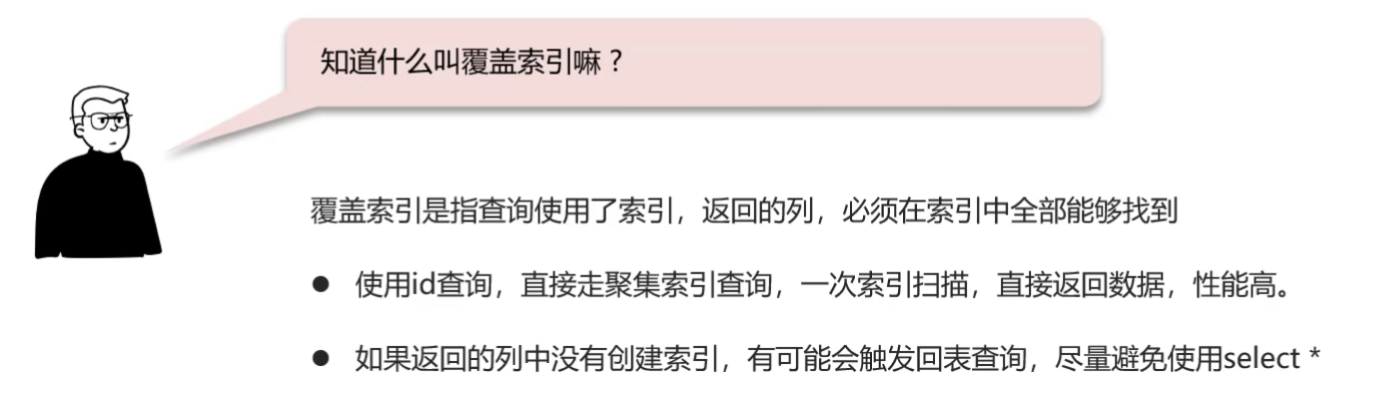 知道什么叫覆盖索引嘛？
覆盖索引是指查询使用了索引，返回的列，必须在索引中全部能够找到
● 使用id查询，直接走聚集索引查询，一次索引扫描，直接返回数据，性能高。
● 如果返回的列中没有创建索引，有可能会触发回表查询，尽量避免使用select *